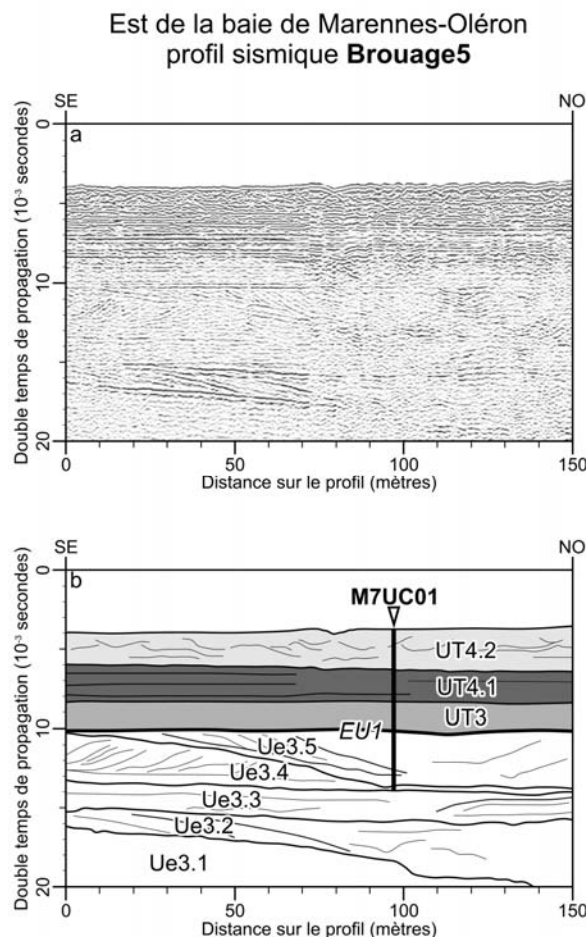 Est de la baie de Marennes-Oléron
profil sismique Brouage5
SE NO
a
0
10
20
Double temps de propagation (10⁻³ secondes)
0 50 100 150
Distance sur le profil (mètres)
SE NO
b
0
10
20
Double temps de propagation (10⁻³ secondes)
M7UC01
UT4.2
UT4.1
UT3
EU1
Ue3.5
Ue3.4
Ue3.3
Ue3.2
Ue3.1
0 50 100 150
Distance sur le profil (mètres)